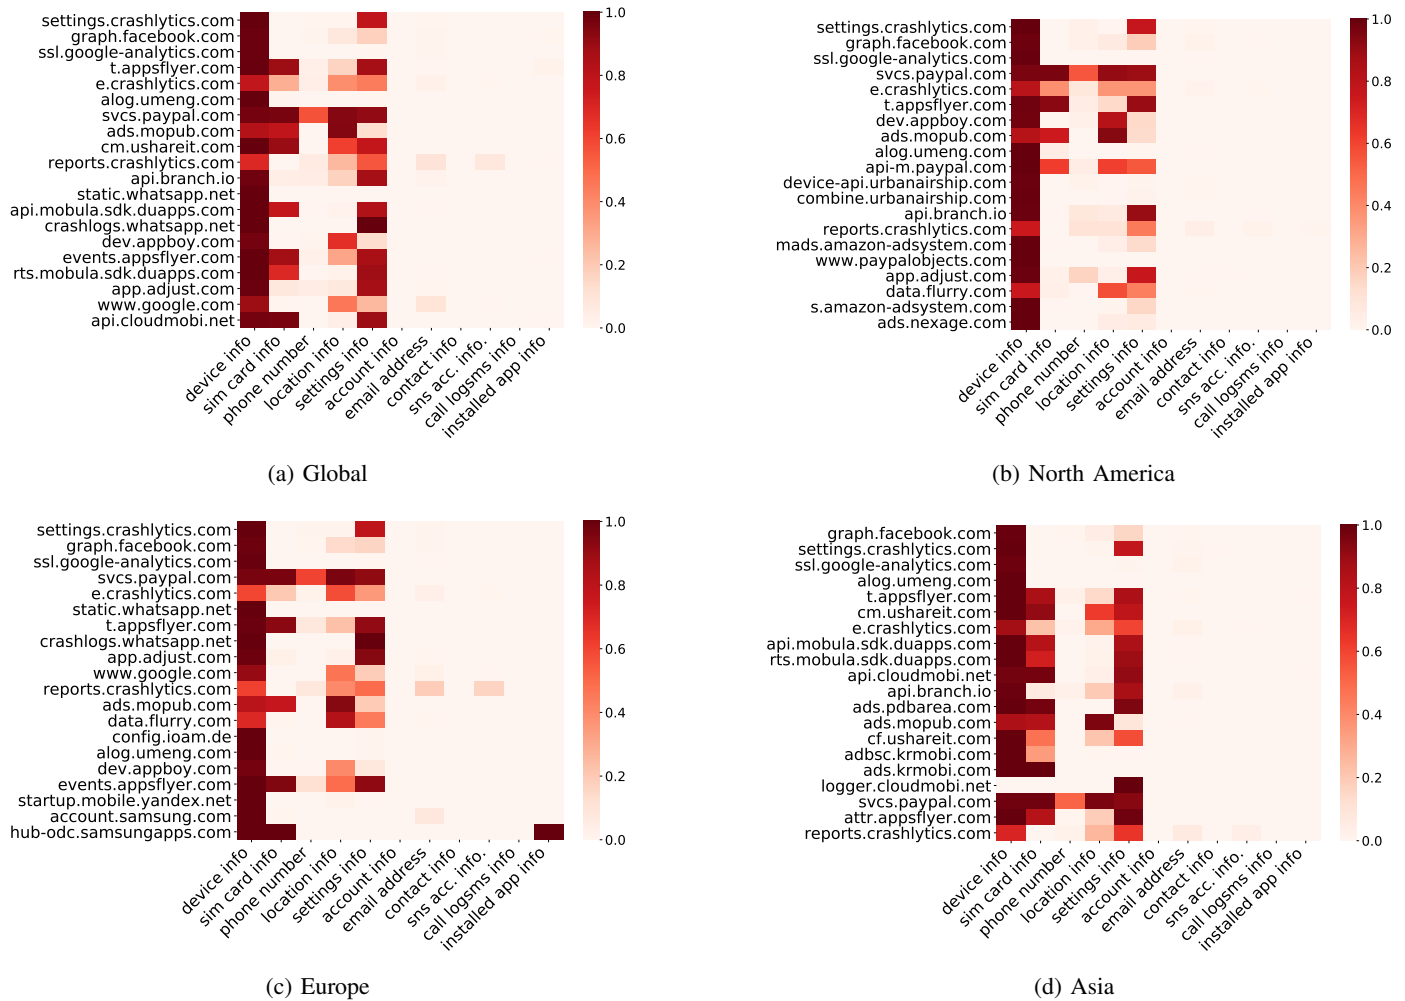 settings.crashlytics.com
graph.facebook.com
ssl.google-analytics.com
t.appsflyer.com
e.crashlytics.com
alog.umeng.com
svcs.paypal.com
ads.mopub.com
cm.ushareit.com
reports.crashlytics.com
api.branch.io
static.whatsapp.net
api.mobula.sdk.duapps.com
crashlogs.whatsapp.net
dev.appboy.com
events.appsflyer.com
rts.mobula.sdk.duapps.com
app.adjust.com
www.google.com
api.cloudmobi.net
device info
sim card info
phone number
location info
settings info
account info
email address
contact info
sns acc. info.
call logsms info
installed app info
1.0
0.8
0.6
0.4
0.2
0.0
(a) Global
settings.crashlytics.com
graph.facebook.com
ssl.google-analytics.com
svcs.paypal.com
e.crashlytics.com
t.appsflyer.com
dev.appboy.com
ads.mopub.com
alog.umeng.com
api-m.paypal.com
device-api.urbanairship.com
combine.urbanairship.com
api.branch.io
reports.crashlytics.com
mads.amazon-adsystem.com
www.paypalobjects.com
app.adjust.com
data.flurry.com
s.amazon-adsystem.com
ads.nexage.com
device info
sim card info
phone number
location info
settings info
account info
email address
contact info
sns acc. info.
call logsms info
installed app info
1.0
0.8
0.6
0.4
0.2
0.0
(b) North America
settings.crashlytics.com
graph.facebook.com
ssl.google-analytics.com
svcs.paypal.com
e.crashlytics.com
static.whatsapp.net
t.appsflyer.com
crashlogs.whatsapp.net
app.adjust.com
www.google.com
reports.crashlytics.com
ads.mopub.com
data.flurry.com
config.ioam.de
alog.umeng.com
dev.appboy.com
events.appsflyer.com
startup.mobile.yandex.net
account.samsung.com
hub-odc.samsungapps.com
device info
sim card info
phone number
location info
settings info
account info
email address
contact info
sns acc. info.
call logsms info
installed app info
1.0
0.8
0.6
0.4
0.2
0.0
(c) Europe
graph.facebook.com
settings.crashlytics.com
ssl.google-analytics.com
alog.umeng.com
t.appsflyer.com
cm.ushareit.com
e.crashlytics.com
api.mobula.sdk.duapps.com
rts.mobula.sdk.duapps.com
api.cloudmobi.net
api.branch.io
ads.pdbarea.com
ads.mopub.com
cf.ushareit.com
adbsc.krmobi.com
ads.krmobi.com
logger.cloudmobi.net
svcs.paypal.com
attr.appsflyer.com
reports.crashlytics.com
device info
sim card info
phone number
location info
settings info
account info
email address
contact info
sns acc. info.
call logsms info
installed app info
1.0
0.8
0.6
0.4
0.2
0.0
(d) Asia